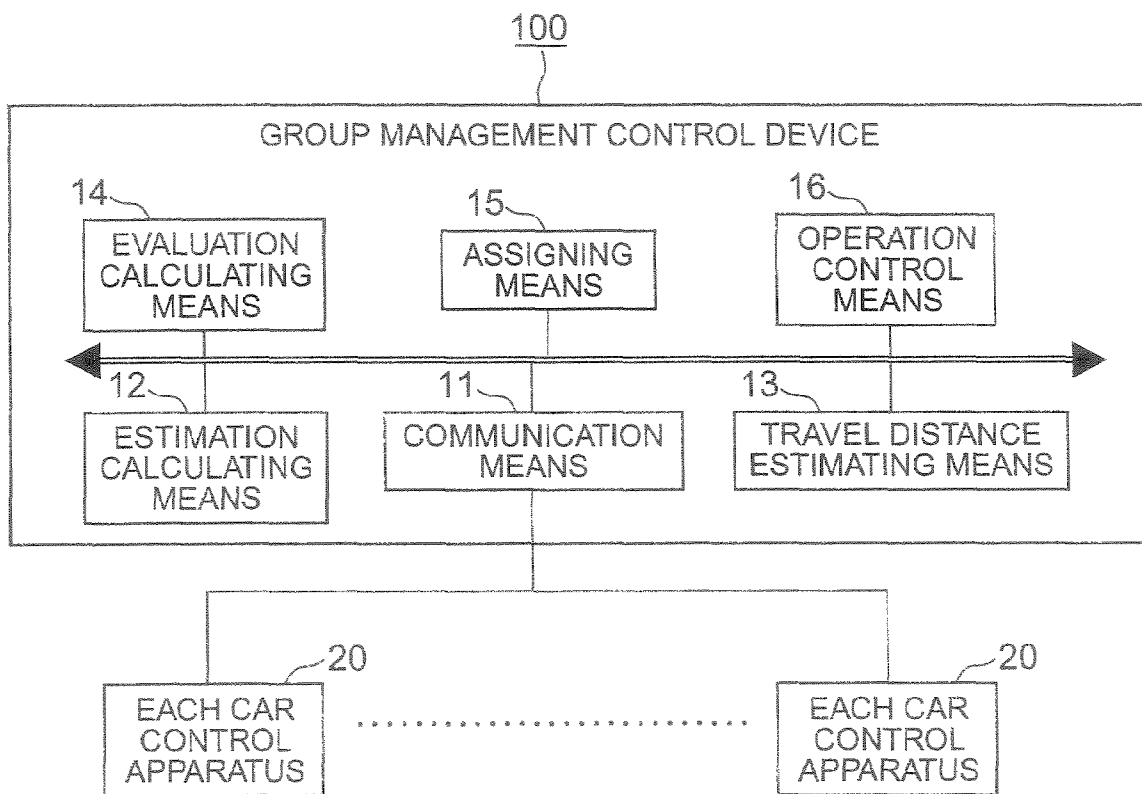 100
GROUP MANAGEMENT CONTROL DEVICE
14
EVALUATION
CALCULATING
MEANS
15
ASSIGNING
MEANS
16
OPERATION
CONTROL
MEANS
12
ESTIMATION
CALCULATING
MEANS
11
COMMUNICATION
MEANS
13
TRAVEL DISTANCE
ESTIMATING MEANS
20
EACH CAR
CONTROL
APPARATUS
20
EACH CAR
CONTROL
APPARATUS